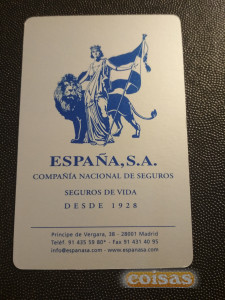 ESPAÑA, S.A.
COMPAÑÍA NACIONAL DE SEGUROS
SEGUROS DE VIDA
DESDE 1928
Príncipe de Vergara, 38 - 28001 Madrid
Teléf. 91 435 59 80* - Fax 91 431 40 95
info@espanasa.com - www.espanasa.com
coisas